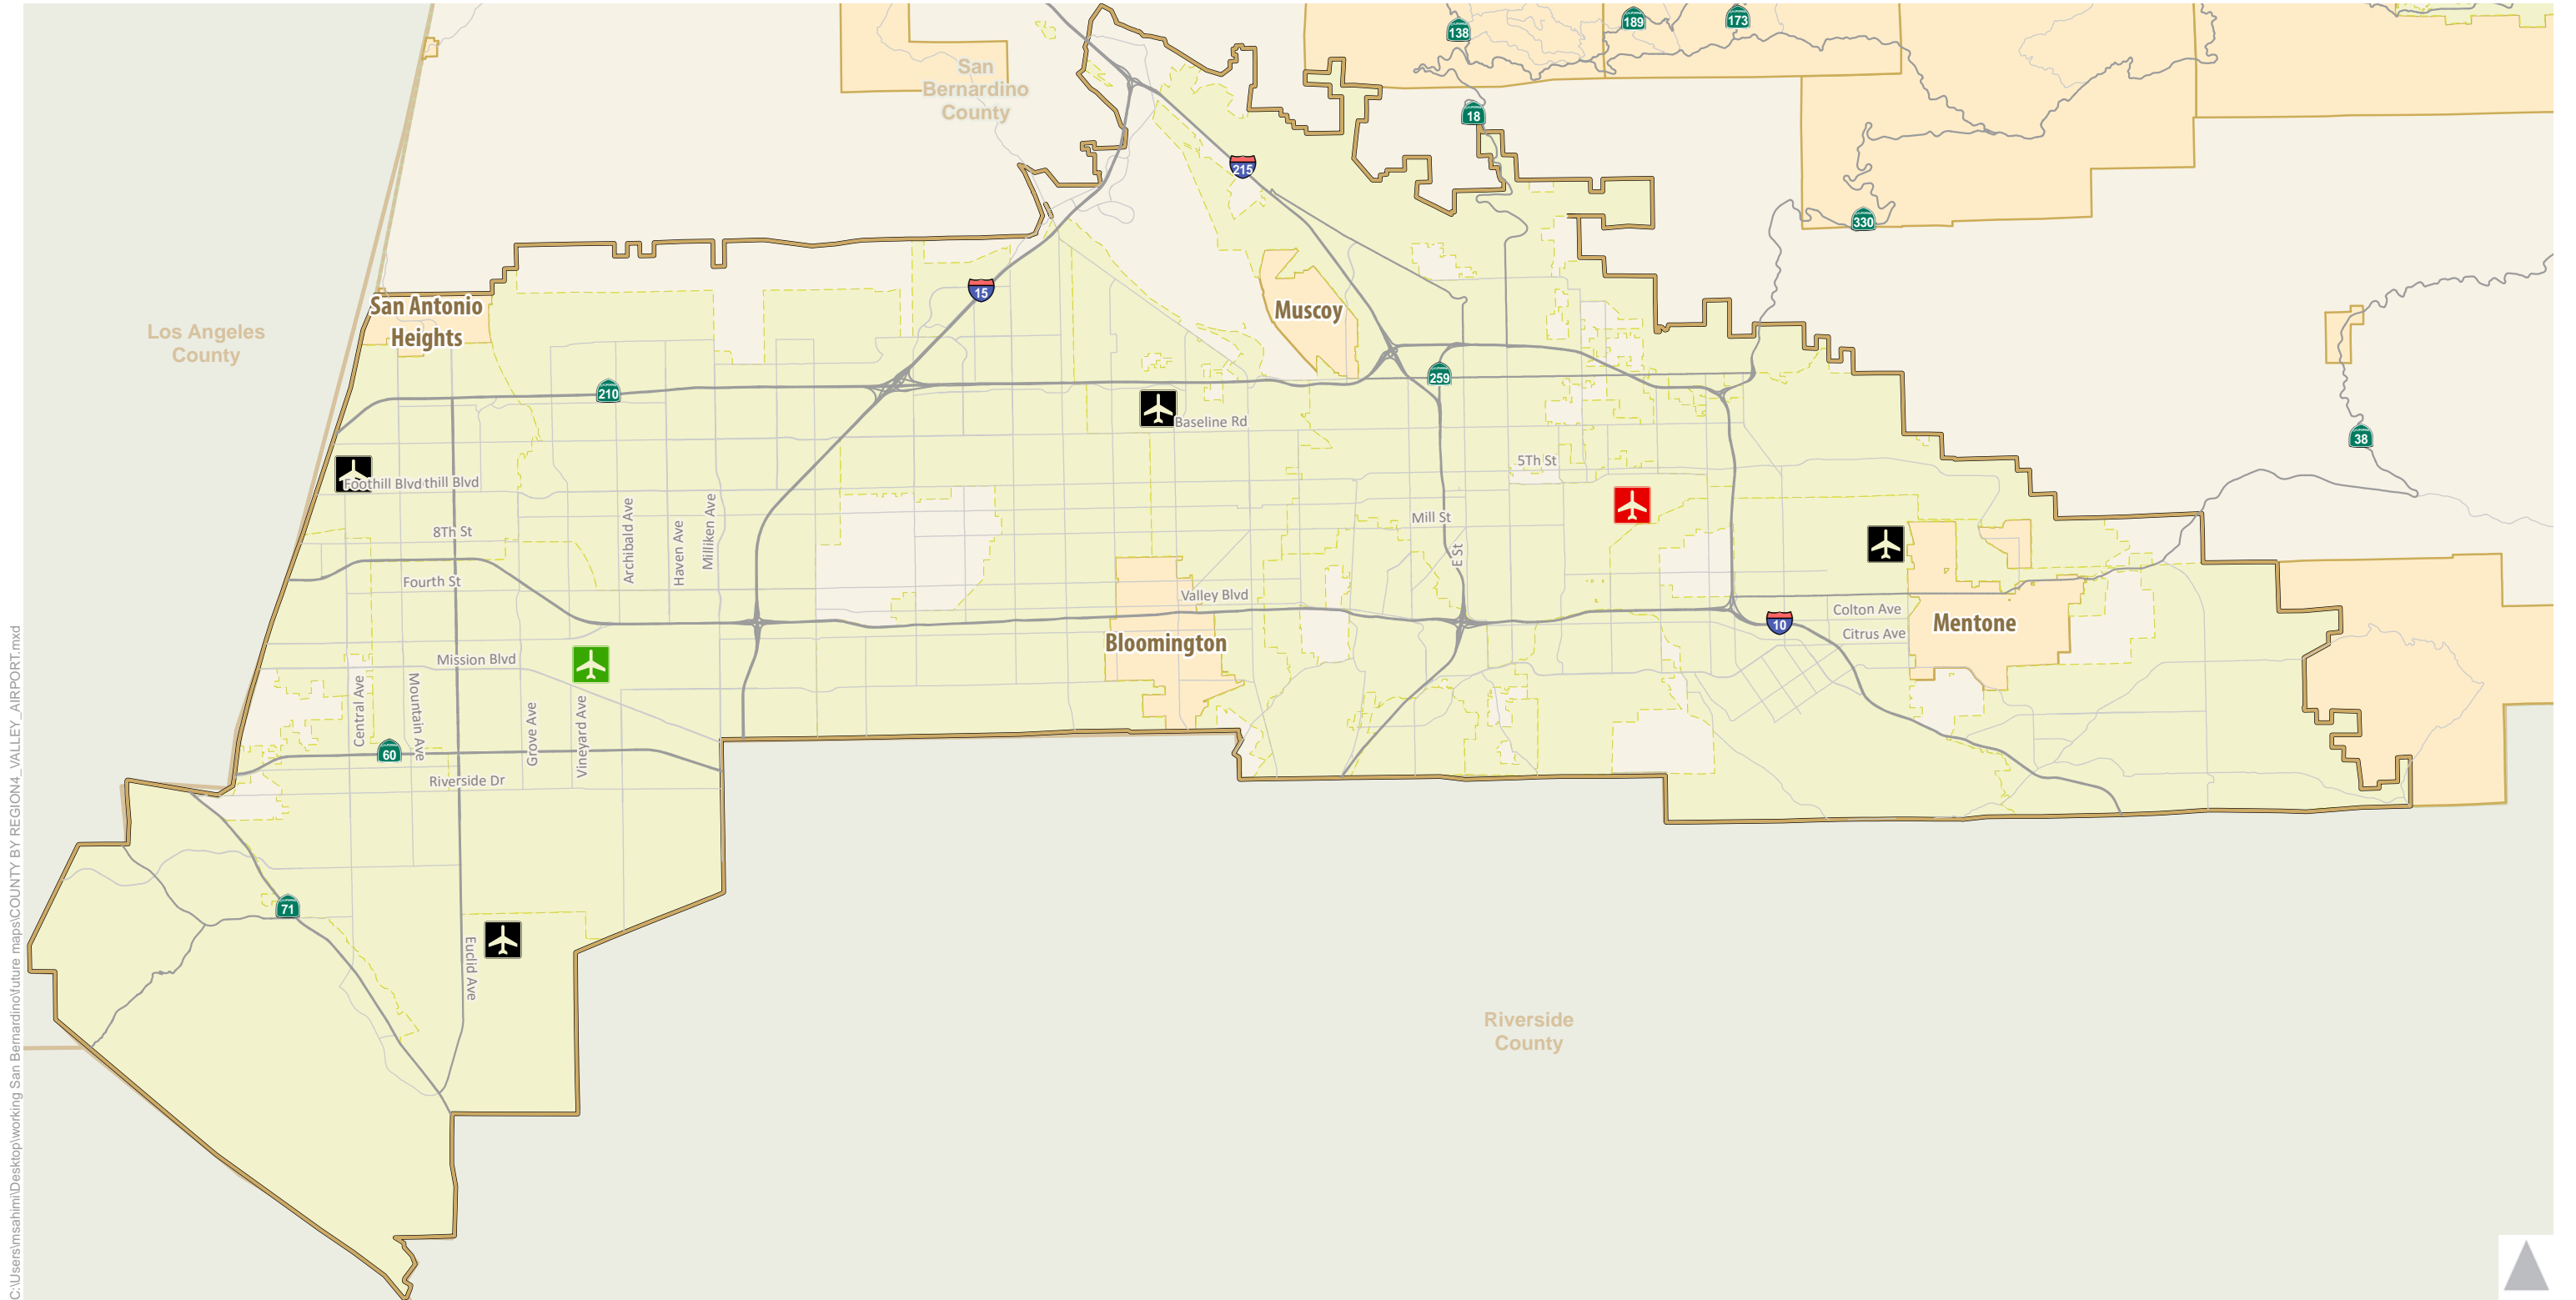 138
189
173
San
Bernardino
County
18
215
330
15
San Antonio
Heights
Muscoy
Los Angeles
County
259
210
Baseline Rd
38
5Th St
Foothill Blvd
thill Blvd
Mill St
8Th St
Archibald Ave
Haven Ave
Milliken Ave
E St
Fourth St
Valley Blvd
Colton Ave
10
Mentone
Citrus Ave
Bloomington
Mission Blvd
Central Ave
Mountain Ave
Grove Ave
Vineyard Ave
60
Riverside Dr
71
Euclid Ave
Riverside
County
C:\Users\msahimi\Desktop\working San Bernardino\future maps\COUNTY BY REGION4_VALLEY_AIRPORT.mxd